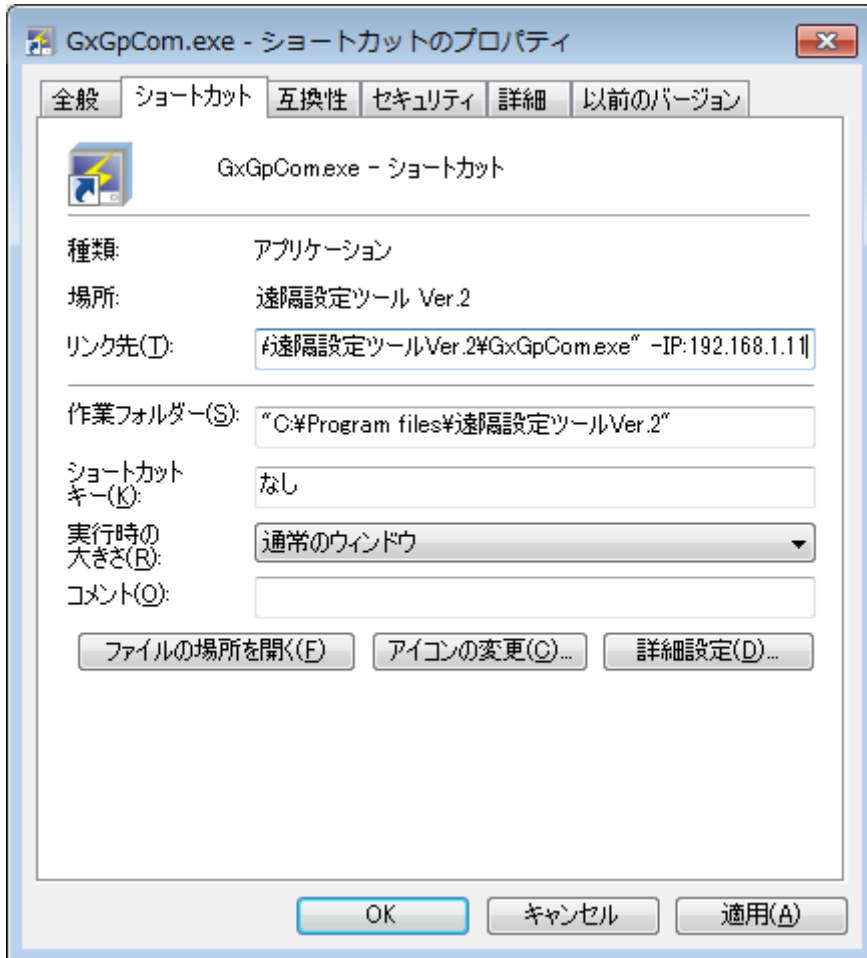 GxGpCom.exe - ショートカットのプロパティ
全般 ショートカット 互換性 セキュリティ 詳細 以前のバージョン
GxGpCom.exe - ショートカット
種類: アプリケーション
場所: 遠隔設定ツール Ver.2
リンク先(T): 遠隔設定ツールVer.2¥GxGpCom.exe" -IP:192.168.1.11
作業フォルダー(S): "C:¥Program files¥遠隔設定ツールVer.2"
ショートカット
キー(K): なし
実行時の
大きさ(R): 通常のウィンドウ
コメント(O):
ファイルの場所を開く(F) アイコンの変更(C)... 詳細設定(D)...
OK キャンセル 適用(A)